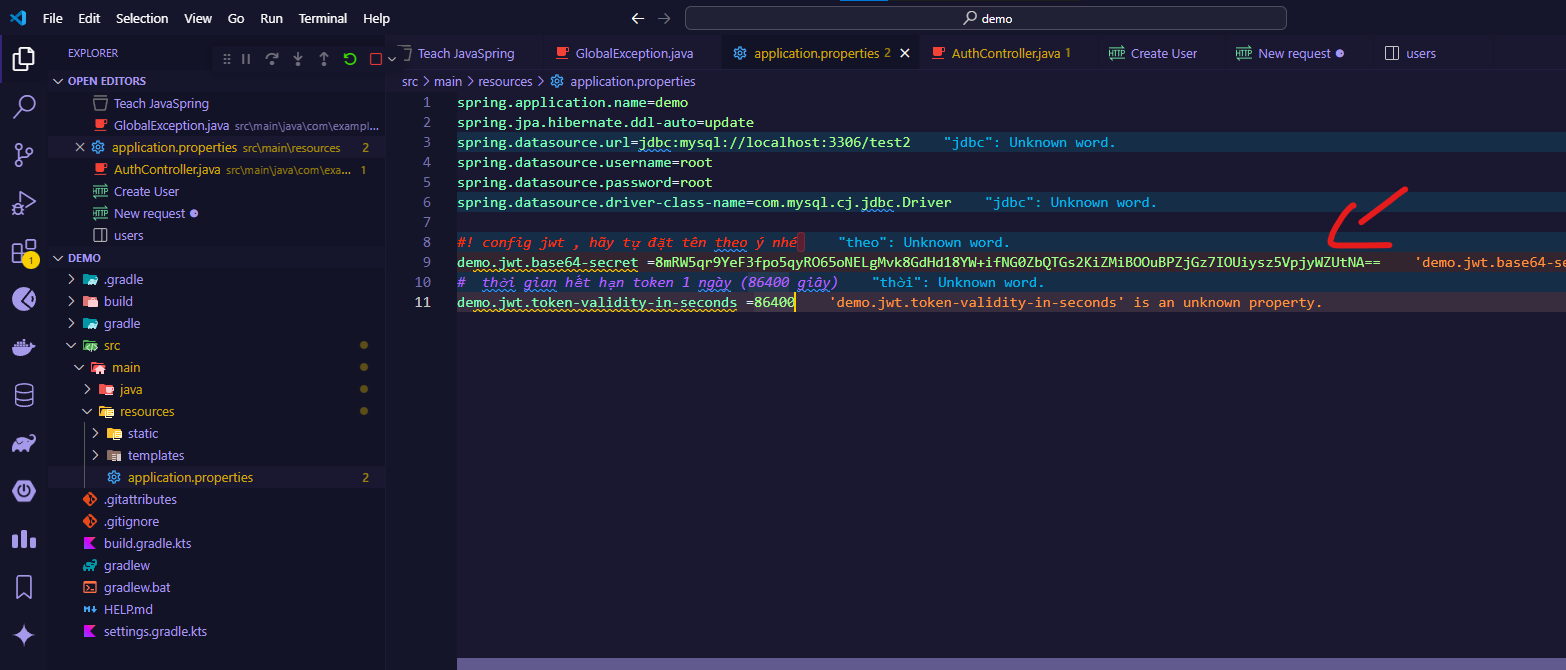 File Edit Selection View Go Run Terminal Help
demo
EXPLORER
Teach JavaSpring
GlobalException.java
application.properties 2
AuthController.java 1
Create User
New request
users
OPEN EDITORS
Teach JavaSpring
GlobalException.java src\main\java\com\exampl...
application.properties src\main\resources 2
AuthController.java src\main\java\com\exa... 1
HTTP Create User
HTTP New request
users
DEMO
.gradle
build
gradle
src
main
java
resources
static
templates
application.properties 2
.gitattributes
.gitignore
build.gradle.kts
gradlew
gradlew.bat
HELP.md
settings.gradle.kts
1
src > main > resources > application.properties
1 spring.application.name=demo
2 spring.jpa.hibernate.ddl-auto=update
3 spring.datasource.url=jdbc:mysql://localhost:3306/test2 "jdbc": Unknown word.
4 spring.datasource.username=root
5 spring.datasource.password=root
6 spring.datasource.driver-class-name=com.mysql.cj.jdbc.Driver "jdbc": Unknown word.
7
8 #! config jwt , hãy tự đặt tên theo ý nhé "theo": Unknown word.
9 demo.jwt.base64-secret =8mRW5qr9YeF3fpo5qyRO65oNELgMvk8GdHd18YW+ifNG0ZbQTGs2KiZMiBOOuBPZjGz7IOUiysz5VpjyWZUtNA== 'demo.jwt.base64-se
10 # thời gian hết hạn token 1 ngày (86400 giây) "thời": Unknown word.
11 demo.jwt.token-validity-in-seconds =86400 'demo.jwt.token-validity-in-seconds' is an unknown property.